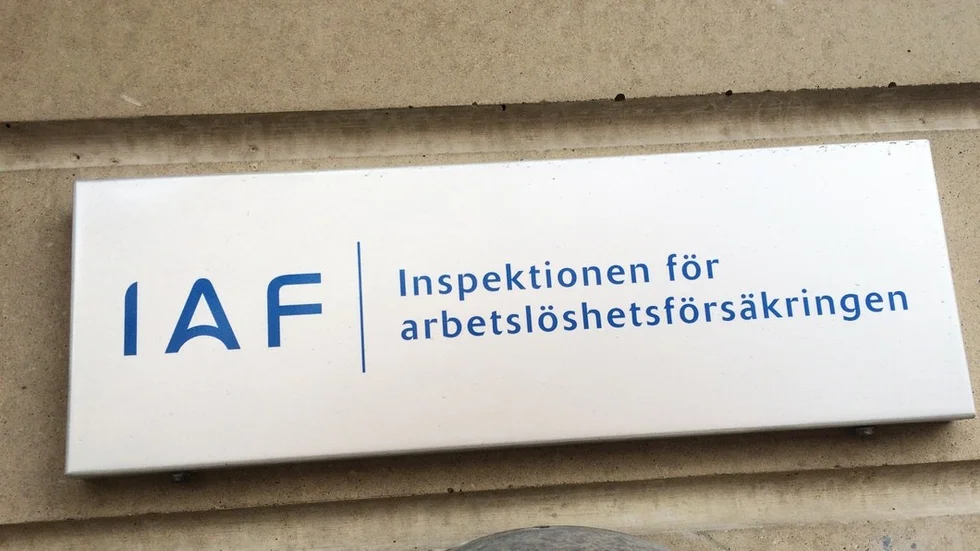 IAF
Inspektionen för
arbetslöshetsförsäkringen